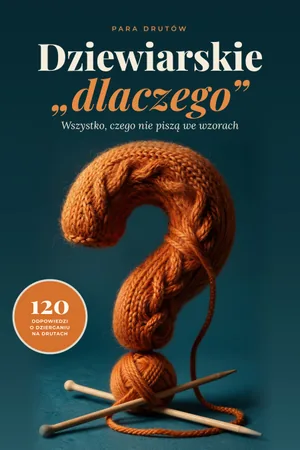 PARA DRUTÓW
Dziewiarskie
„dlaczego”
Wszystko, czego nie piszą we wzorach
120
ODPOWIEDZI
O DZIERGANIU
NA DRUTACH